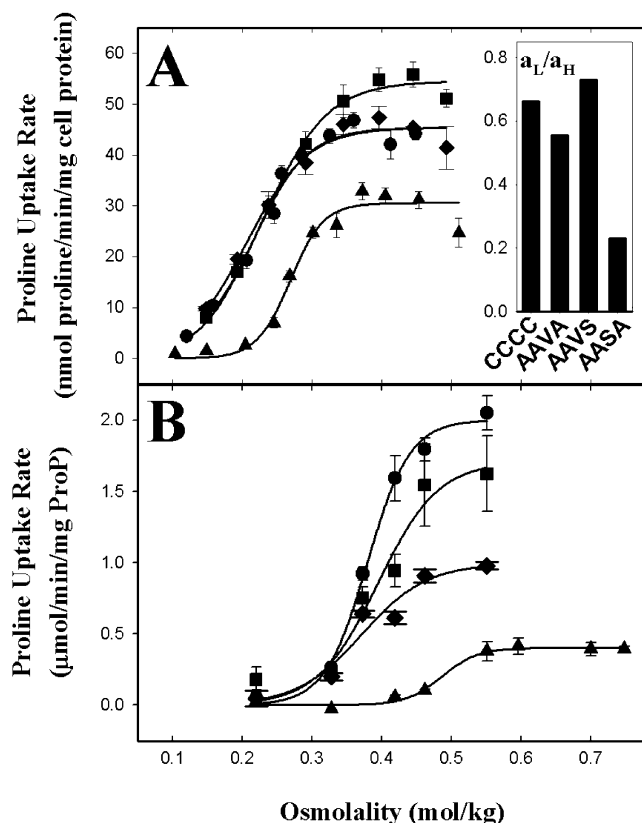 A
Proline Uptake Rate
(nmol proline/min/mg cell protein)
60
50
40
30
20
10
0
a_L/a_H
0.8
0.6
0.4
0.2
0.0
CCCC
AAVA
AAVS
AASA
B
Proline Uptake Rate
(µmol/min/mg ProP)
2.0
1.5
1.0
0.5
0.0
0.1
0.2
0.3
0.4
0.5
0.6
0.7
Osmolality (mol/kg)